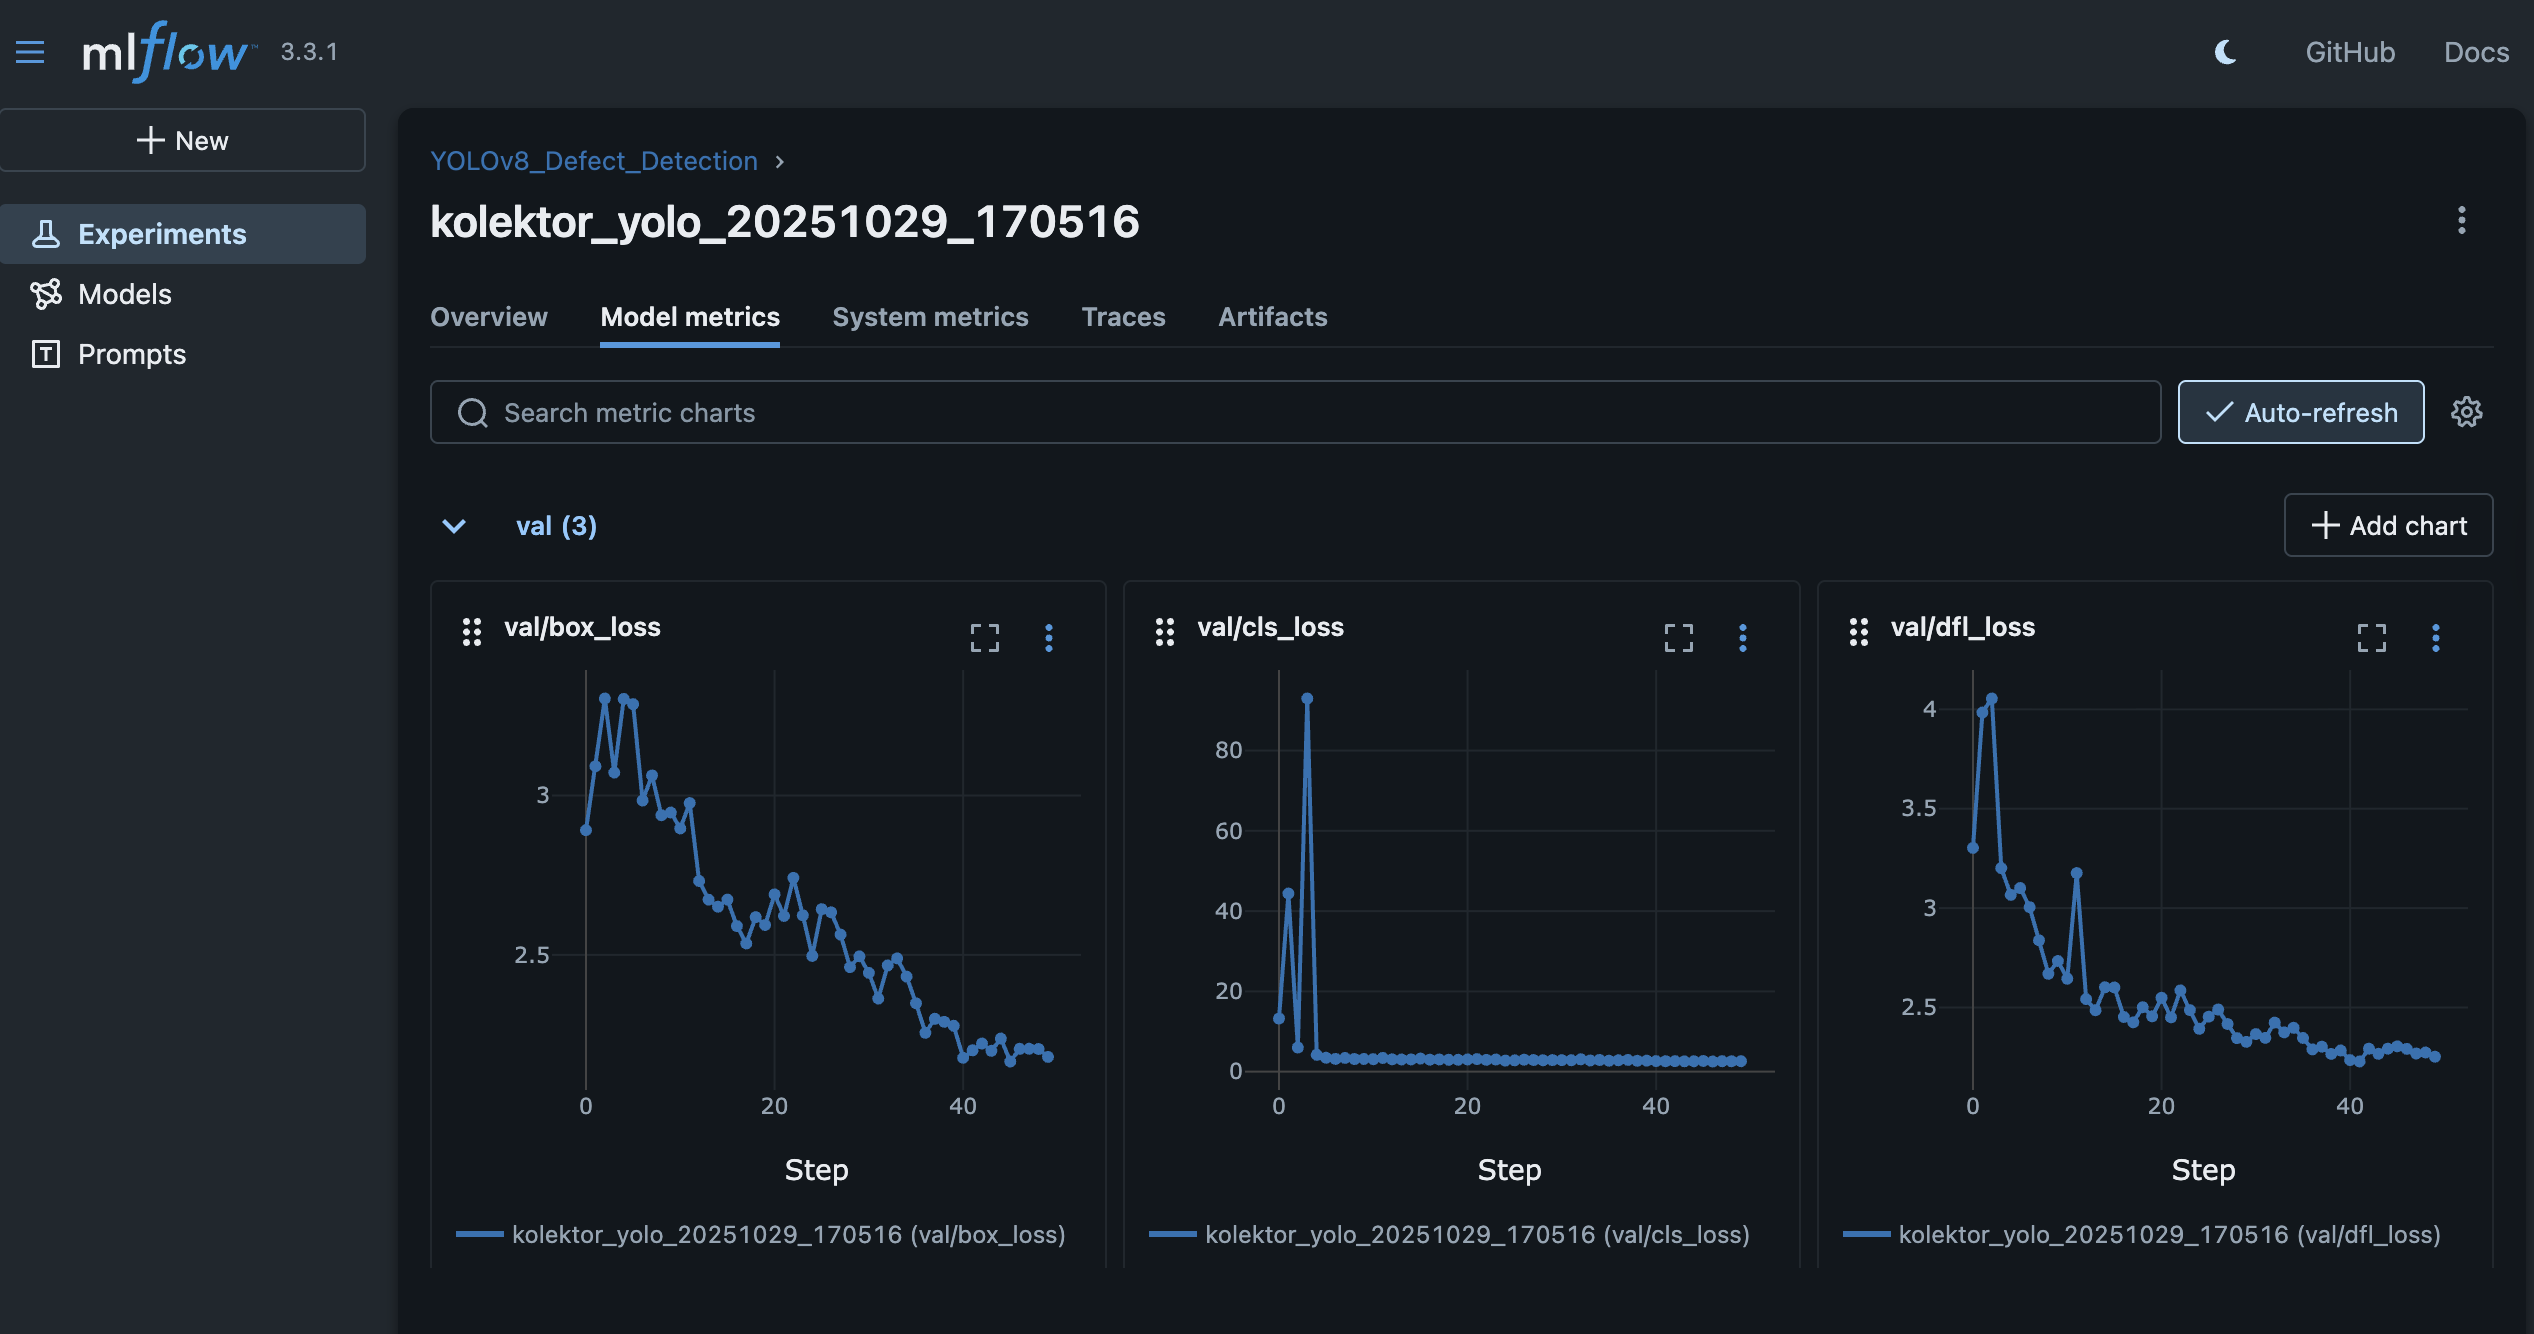 mlflow™ 3.3.1
GitHub
Docs
New
Experiments
Models
Prompts
YOLOv8_Defect_Detection
kolektor_yolo_20251029_170516
Overview
Model metrics
System metrics
Traces
Artifacts
Search metric charts
Auto-refresh
val (3)
Add chart
val/box_loss
3
2.5
0 20 40
Step
kolektor_yolo_20251029_170516 (val/box_loss)
val/cls_loss
80
60
40
20
0
0 20 40
Step
kolektor_yolo_20251029_170516 (val/cls_loss)
val/dfl_loss
4
3.5
3
2.5
0 20 40
Step
kolektor_yolo_20251029_170516 (val/dfl_loss)